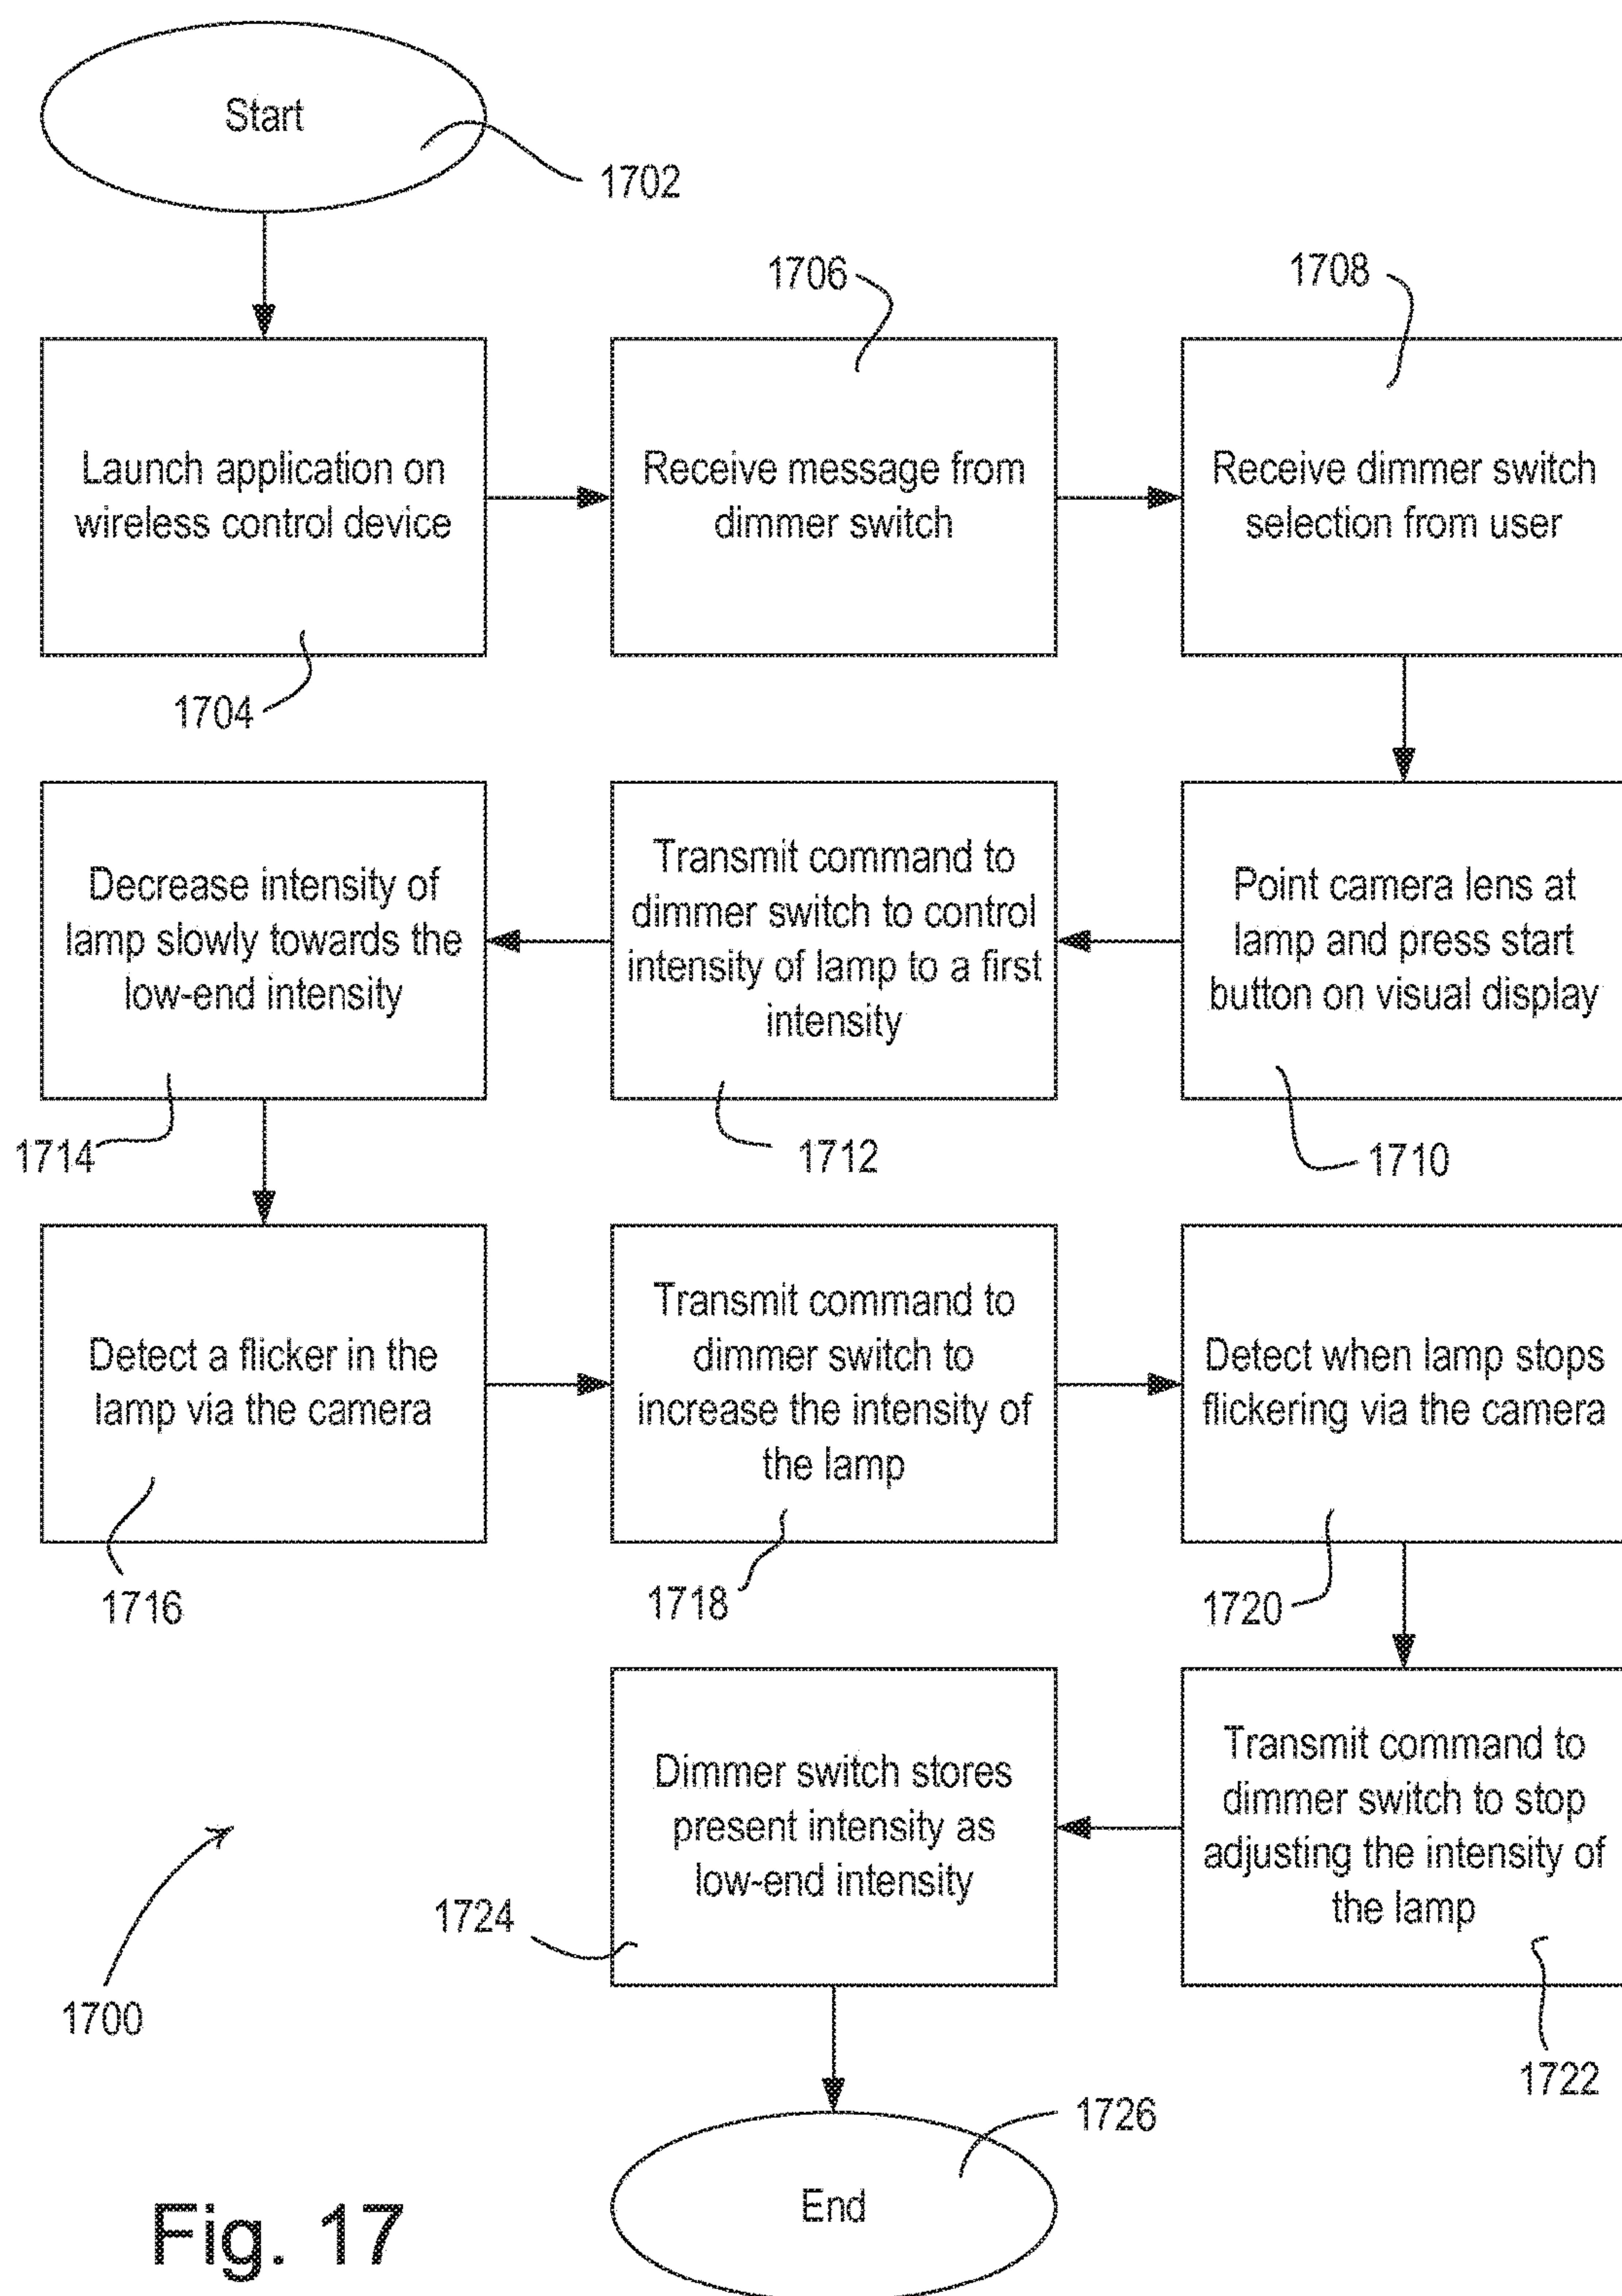 Start
1702
1706
1708
Launch application on
wireless control device
1704
Receive message from
dimmer switch
Receive dimmer switch
selection from user
Point camera lens at
lamp and press start
button on visual display
1710
Transmit command to
dimmer switch to control
intensity of lamp to a first
intensity
1712
Decrease intensity of
lamp slowly towards the
low-end intensity
1714
Detect a flicker in the
lamp via the camera
1716
Transmit command to
dimmer switch to
increase the intensity of
the lamp
1718
Detect when lamp stops
flickering via the camera
1720
Transmit command to
dimmer switch to stop
adjusting the intensity of
the lamp
1722
Dimmer switch stores
present intensity as
low-end intensity
1724
1700
1726
End
Fig. 17